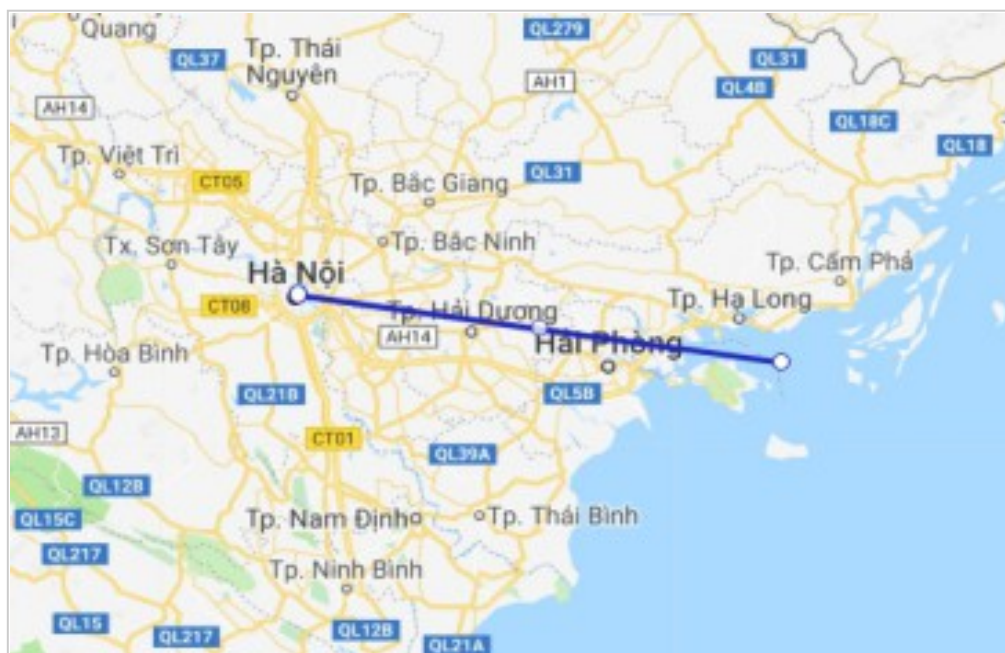 Quang
QL279
QL37
Tp. Thái
Nguyên
AH1
QL31
QL4B
AH14
QL18C
QL18
Tp. Việt Trì
CT05
Tp. Bắc Giang
QL31
Tx. Sơn Tây
Tp. Bắc Ninh
Hà Nội
Tp. Cẩm Phả
CT08
Tp. Hải Dương
Tp. Hạ Long
AH14
Hải Phòng
Tp. Hòa Bình
QL21B
QL5B
AH13
CT01
QL39A
QL12B
QL15C
Tp. Nam Định
Tp. Thái Bình
QL217
Tp. Ninh Bình
QL15
QL217
QL12B
QL21A